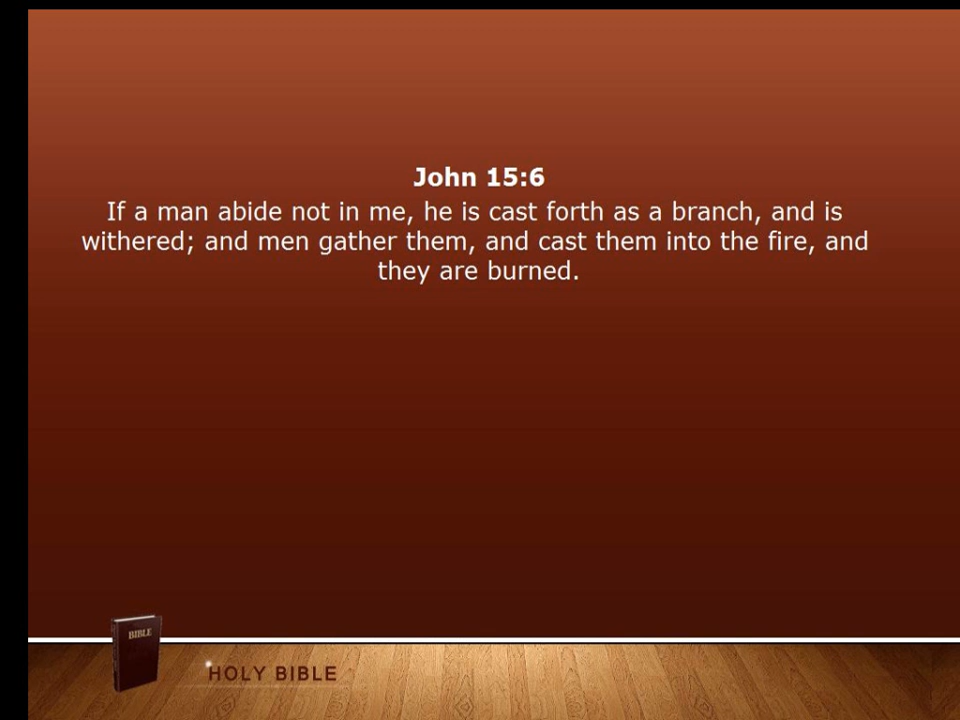 John 15:6
If a man abide not in me, he is cast forth as a branch, and is
withered; and men gather them, and cast them into the fire, and
they are burned.
BIBLE
HOLY BIBLE